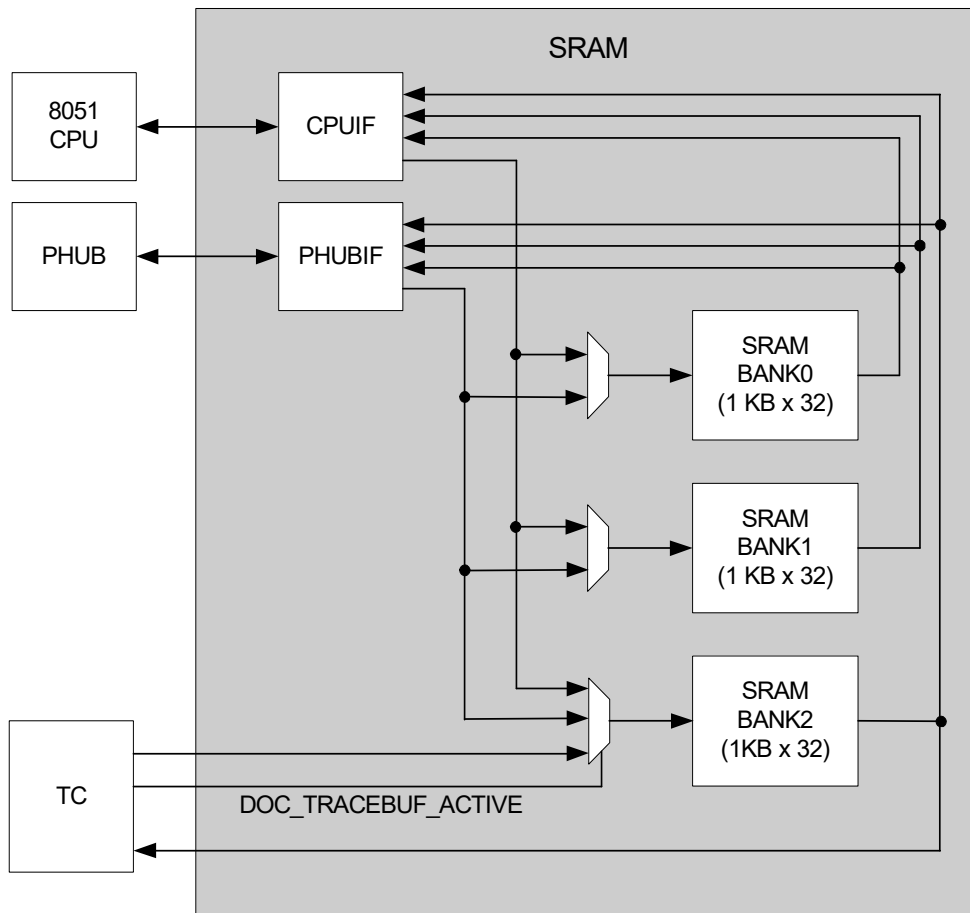 SRAM
8051
CPU
CPUIF
PHUB
PHUBIF
SRAM
BANK0
(1 KB x 32)
SRAM
BANK1
(1 KB x 32)
SRAM
BANK2
(1KB x 32)
TC
DOC_TRACEBUF_ACTIVE